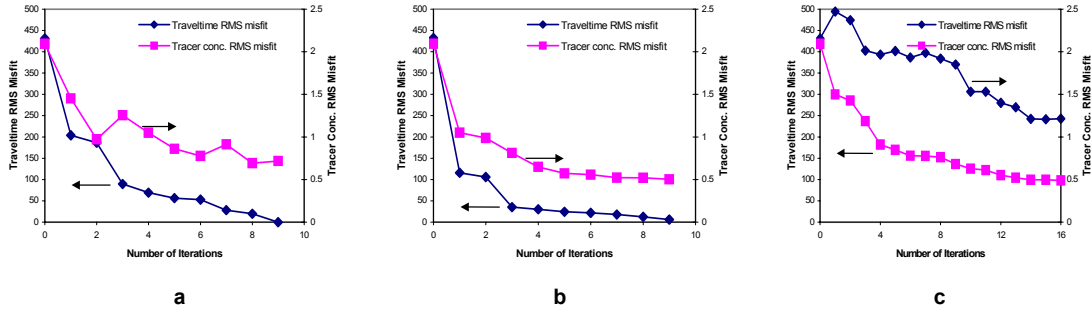 500
450
400
350
300
250
200
150
100
50
0
Traveltime RMS Misfit
Traveltime RMS misfit
Tracer conc. RMS misfit
2.5
2
1.5
1
0.5
0
Tracer Conc. RMS Misfit
0 2 4 6 8 10
Number of Iterations
a
500
450
400
350
300
250
200
150
100
50
0
Traveltime RMS Misfit
Traveltime RMS misfit
Tracer conc. RMS misfit
2.5
2
1.5
1
0.5
0
Tracer Conc. RMS Misfit
0 2 4 6 8 10
Number of Iterations
b
500
450
400
350
300
250
200
150
100
50
0
Traveltime RMS Misfit
Traveltime RMS misfit
Tracer conc. RMS misfit
2.5
2
1.5
1
0.5
0
Tracer Conc. RMS Misfit
0 4 8 12 16
Number of Iterations
c